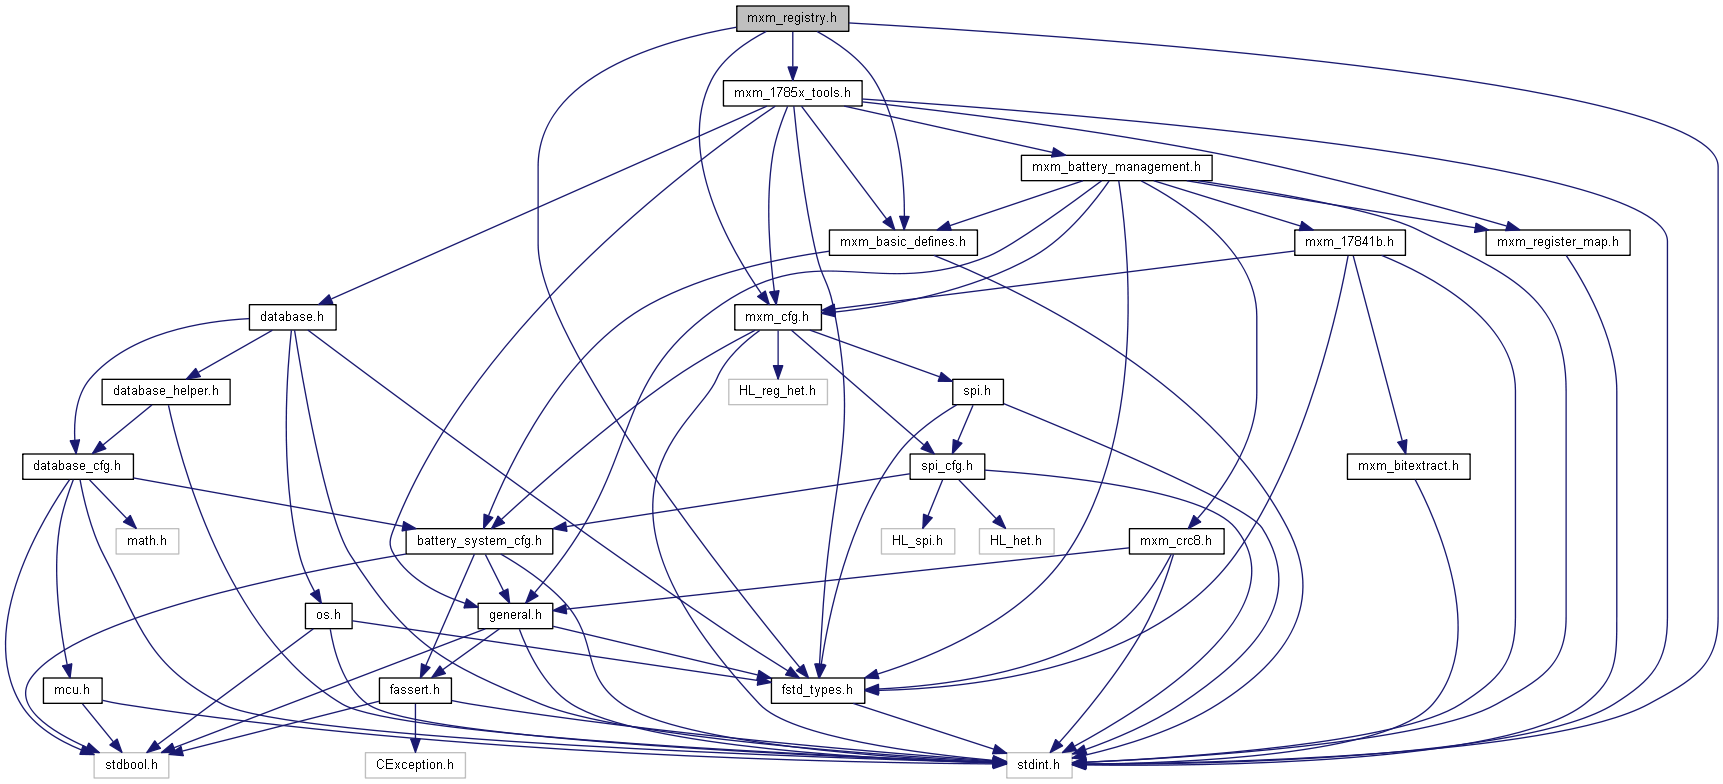 mxm_registry.h
mxm_1785x_tools.h
mxm_battery_management.h
mxm_basic_defines.h
mxm_17841b.h
mxm_register_map.h
database.h
mxm_cfg.h
database_helper.h
HL_reg_het.h
spi.h
database_cfg.h
spi_cfg.h
mxm_bitextract.h
math.h
battery_system_cfg.h
HL_spi.h
HL_het.h
mxm_crc8.h
os.h
general.h
mcu.h
fassert.h
fstd_types.h
stdbool.h
CException.h
stdint.h